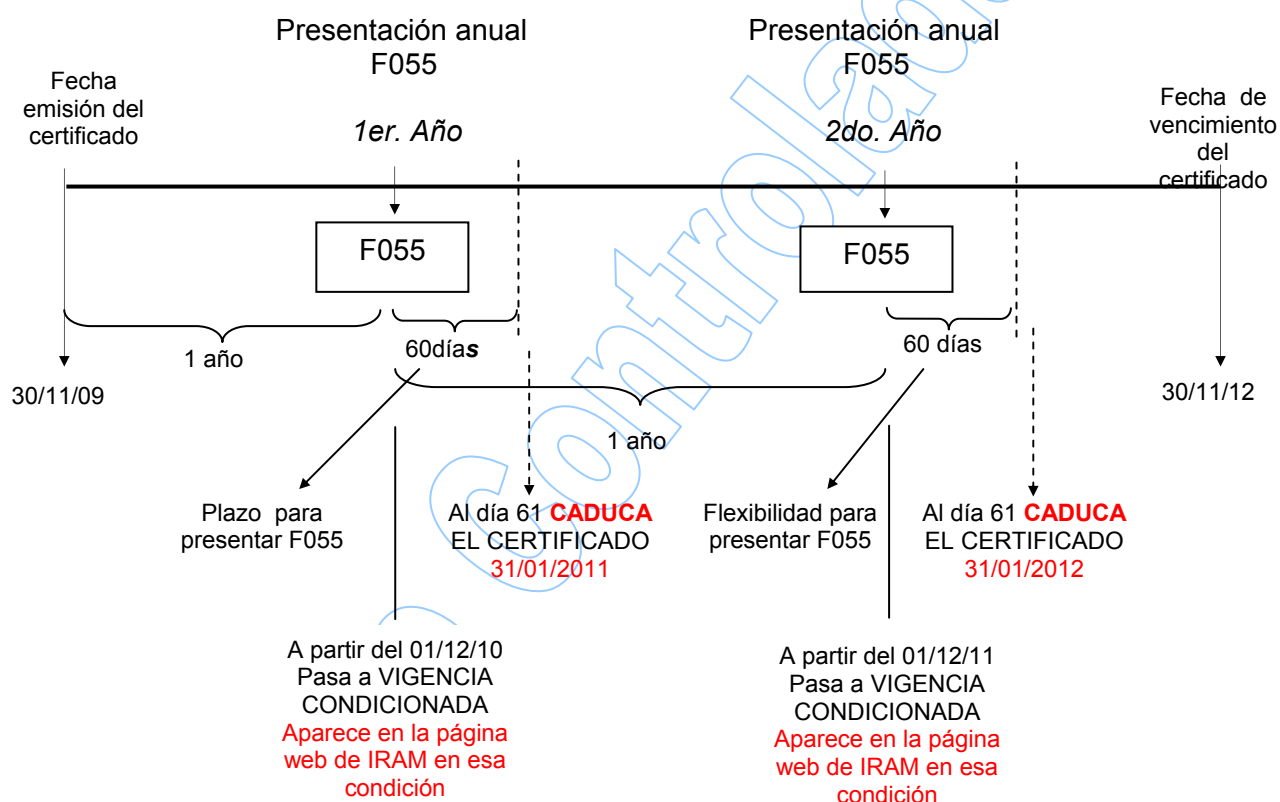 Presentación anual
F055
Presentación anual
F055
Fecha
emisión del
certificado
1er. Año
2do. Año
Fecha de
vencimiento
del
certificado
F055
F055
1 año
60días
60 días
30/11/09
30/11/12
1 año
Plazo para
presentar F055
Al día 61 CADUCA
EL CERTIFICADO
31/01/2011
Flexibilidad para
presentar F055
Al día 61 CADUCA
EL CERTIFICADO
31/01/2012
A partir del 01/12/10
Pasa a VIGENCIA
CONDICIONADA
Aparece en la página
web de IRAM en esa
condición
A partir del 01/12/11
Pasa a VIGENCIA
CONDICIONADA
Aparece en la página
web de IRAM en esa
condición
Controlad